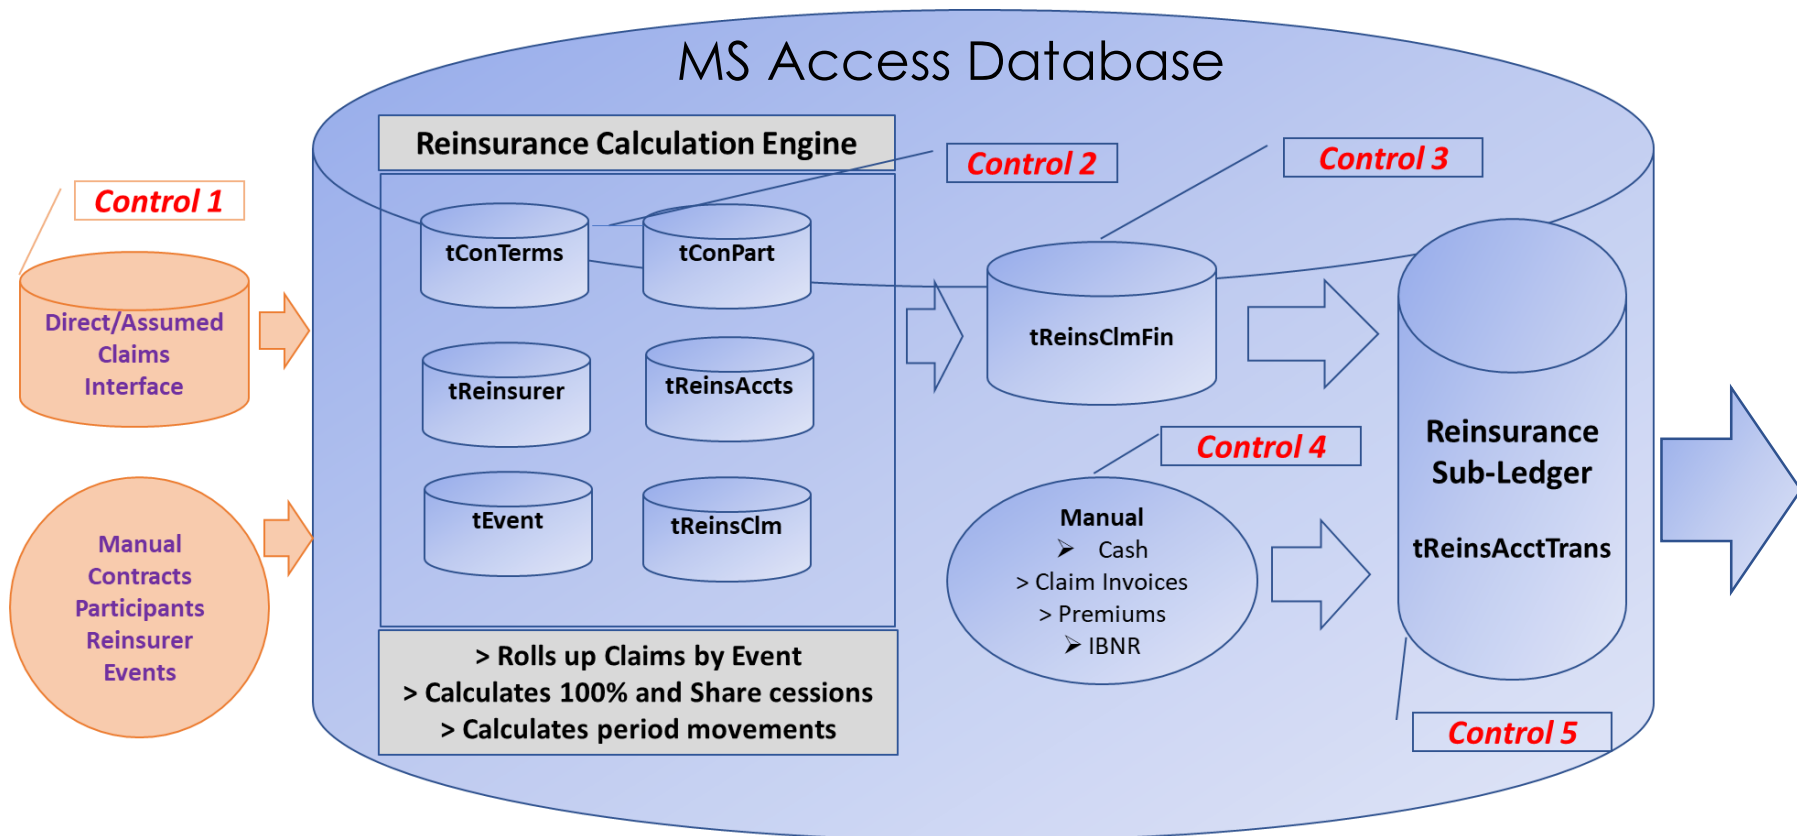 MS Access Database
Reinsurance Calculation Engine
Control 1
Control 2
Control 3
Direct/Assumed
Claims
Interface
tConTerms
tConPart
tReinsurer
tReinsAccts
tEvent
tReinsClm
tReinsClmFin
Manual
Contracts
Participants
Reinsurer
Events
> Rolls up Claims by Event
> Calculates 100% and Share cessions
> Calculates period movements
Control 4
Manual
➢ Cash
> Claim Invoices
> Premiums
➢ IBNR
Reinsurance
Sub-Ledger
tReinsAcctTrans
Control 5